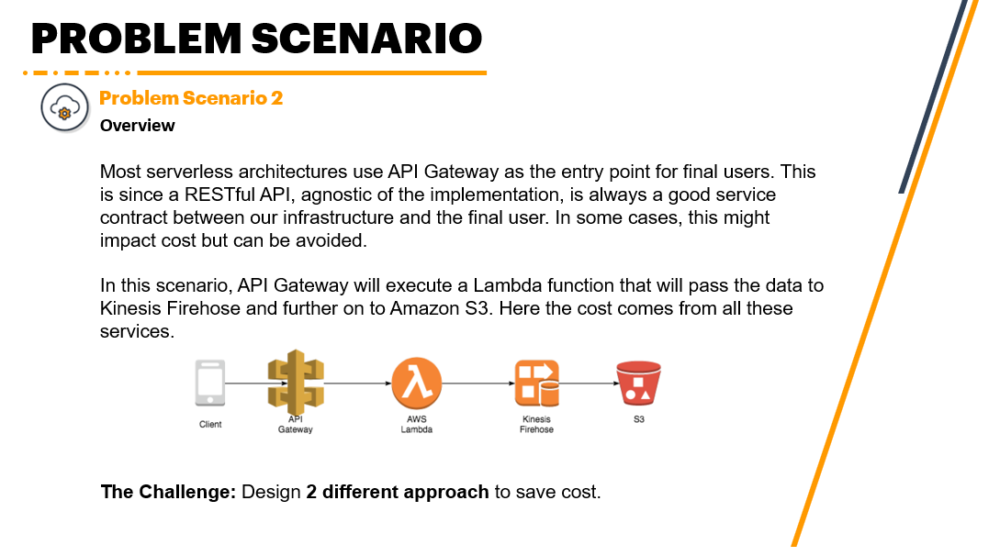 PROBLEM SCENARIO
Problem Scenario 2
Overview
Most serverless architectures use API Gateway as the entry point for final users. This
is since a RESTful API, agnostic of the implementation, is always a good service
contract between our infrastructure and the final user. In some cases, this might
impact cost but can be avoided.
In this scenario, API Gateway will execute a Lambda function that will pass the data to
Kinesis Firehose and further on to Amazon S3. Here the cost comes from all these
services.
Client
API
Gateway
AWS
Lambda
Kinesis
Firehose
S3
The Challenge: Design 2 different approach to save cost.